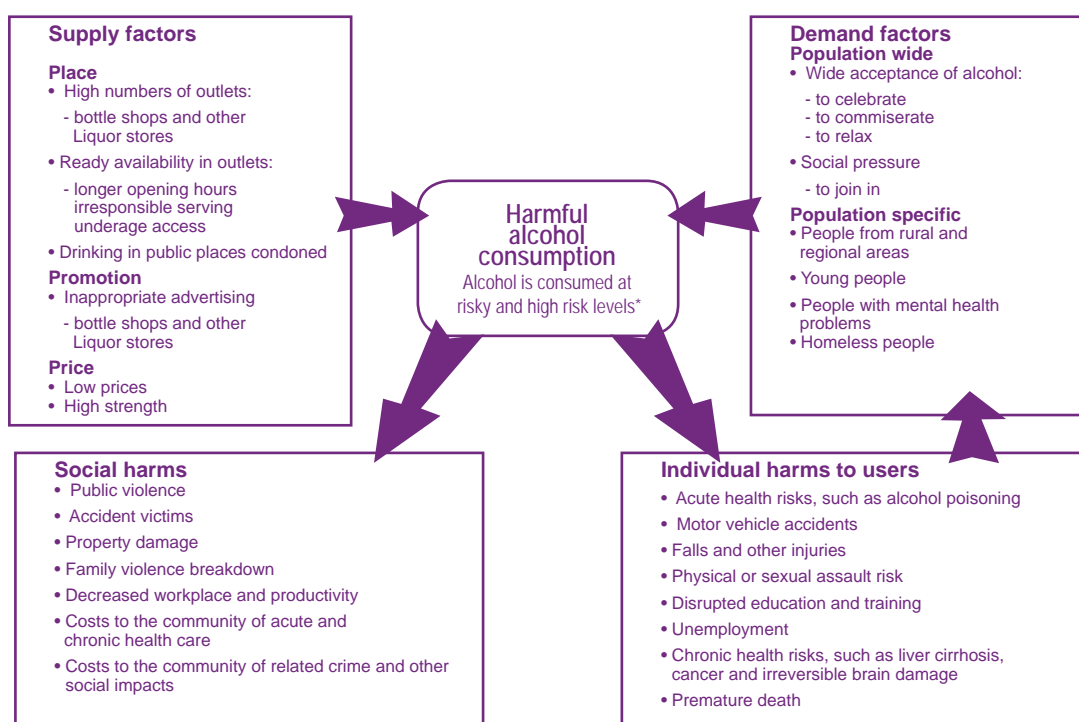 Supply factors
Place
• High numbers of outlets:
- bottle shops and other
Liquor stores
• Ready availability in outlets:
- longer opening hours
irresponsible serving
underage access
• Drinking in public places condoned
Promotion
• Inappropriate advertising
- bottle shops and other
Liquor stores
Price
• Low prices
• High strength
Harmful
alcohol
consumption
Alcohol is consumed at
risky and high risk levels*
Demand factors
Population wide
• Wide acceptance of alcohol:
- to celebrate
- to commiserate
- to relax
• Social pressure
- to join in
Population specific
• People from rural and
regional areas
• Young people
• People with mental health
problems
• Homeless people
Social harms
• Public violence
• Accident victims
• Property damage
• Family violence breakdown
• Decreased workplace and productivity
• Costs to the community of acute and
chronic health care
• Costs to the community of related crime and other
social impacts
Individual harms to users
• Acute health risks, such as alcohol poisoning
• Motor vehicle accidents
• Falls and other injuries
• Physical or sexual assault risk
• Disrupted education and training
• Unemployment
• Chronic health risks, such as liver cirrhosis,
cancer and irreversible brain damage
• Premature death